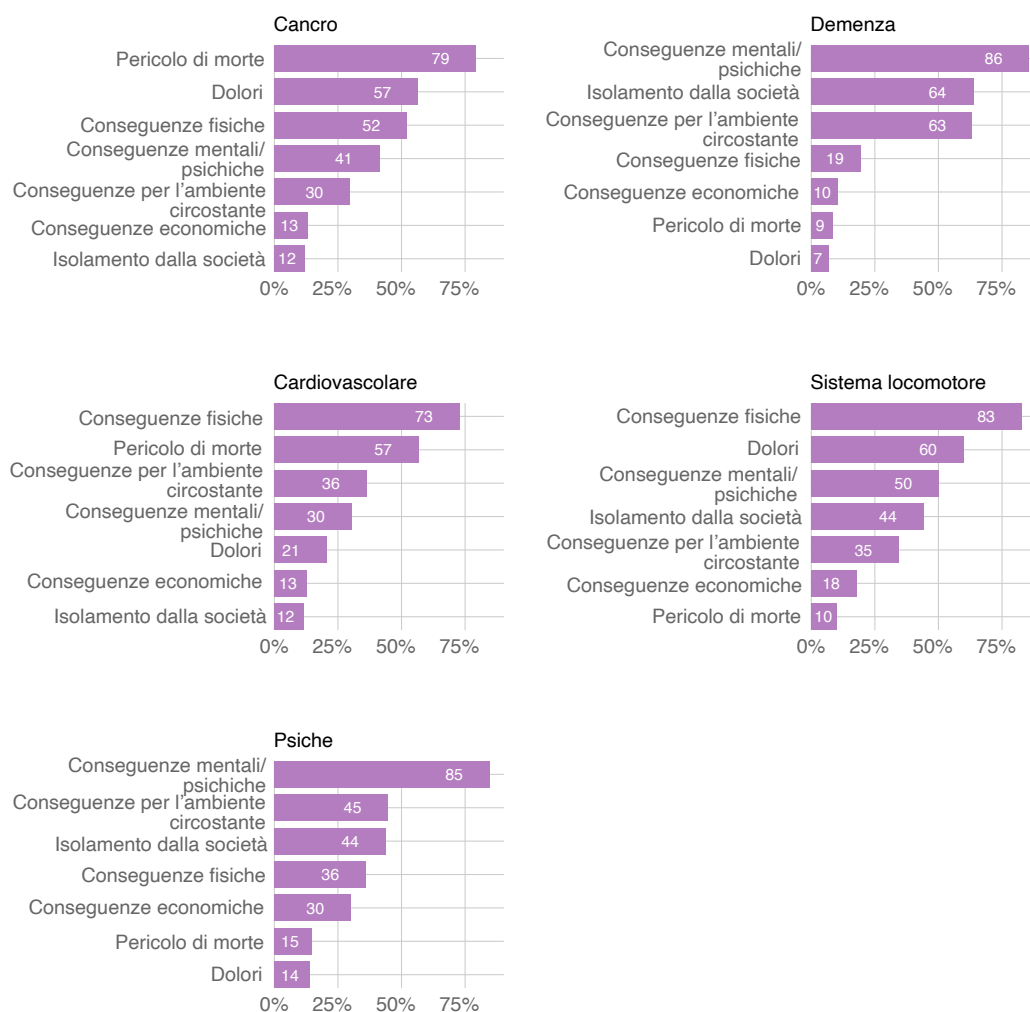 Cancro
Pericolo di morte 79
Dolori 57
Conseguenze fisiche 52
Conseguenze mentali/
psichiche 41
Conseguenze per l'ambiente
circostante 30
Conseguenze economiche 13
Isolamento dalla società 12
0% 25% 50% 75%
Demenza
Conseguenze mentali/
psichiche 86
Isolamento dalla società 64
Conseguenze per l'ambiente
circostante 63
Conseguenze fisiche 19
Conseguenze economiche 10
Pericolo di morte 9
Dolori 7
0% 25% 50% 75%
Cardiovascolare
Conseguenze fisiche 73
Pericolo di morte 57
Conseguenze per l'ambiente
circostante 36
Conseguenze mentali/
psichiche 30
Dolori 21
Conseguenze economiche 13
Isolamento dalla società 12
0% 25% 50% 75%
Sistema locomotore
Conseguenze fisiche 83
Dolori 60
Conseguenze mentali/
psichiche 50
Isolamento dalla società 44
Conseguenze per l'ambiente
circostante 35
Conseguenze economiche 18
Pericolo di morte 10
0% 25% 50% 75%
Psiche
Conseguenze mentali/
psichiche 85
Conseguenze per l'ambiente
circostante 45
Isolamento dalla società 44
Conseguenze fisiche 36
Conseguenze economiche 30
Pericolo di morte 15
Dolori 14
0% 25% 50% 75%